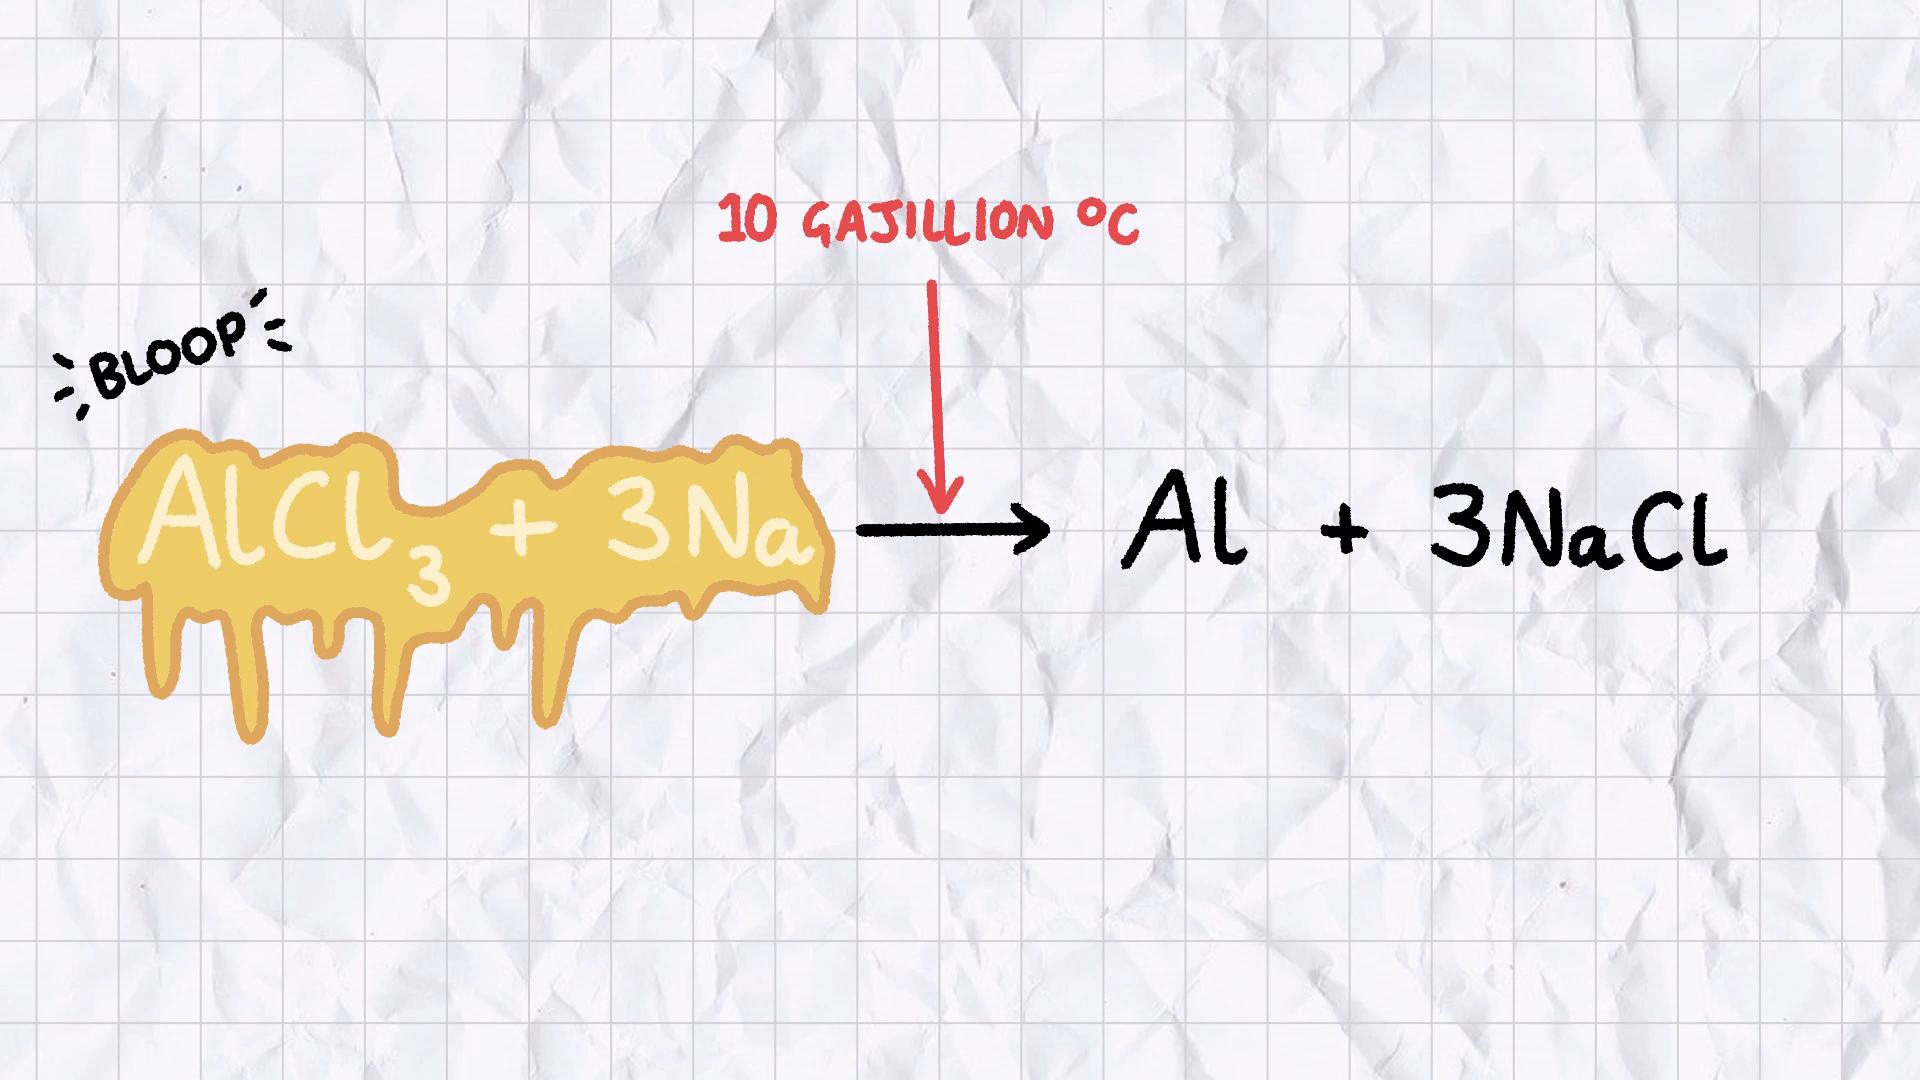 10 GAJILLION °C
BLOOP
AlCl₃ + 3Na → Al + 3NaCl